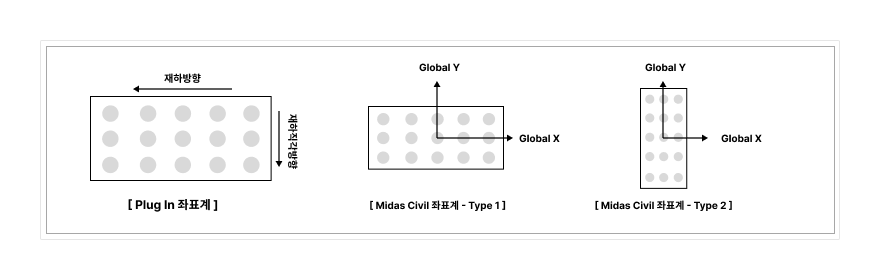 재하방향
재하직각방향
[ Plug In 좌표계 ]
Global Y
Global X
[ Midas Civil 좌표계 - Type 1 ]
Global Y
Global X
[ Midas Civil 좌표계 - Type 2 ]